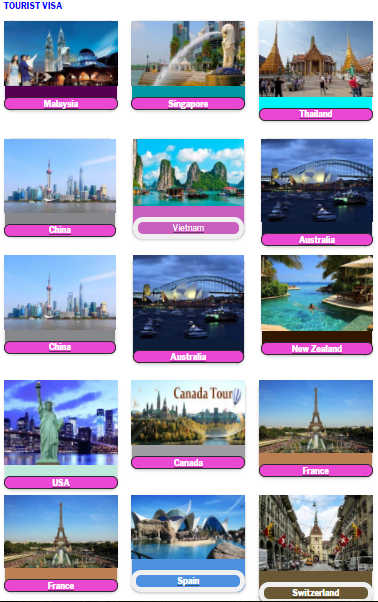 TOURIST VISA
Malaysia
Singapore
Thailand
China
Vietnam
Australia
China
Australia
New Zealand
USA
Canada Tour
Canada
France
France
Spain
Switzerland